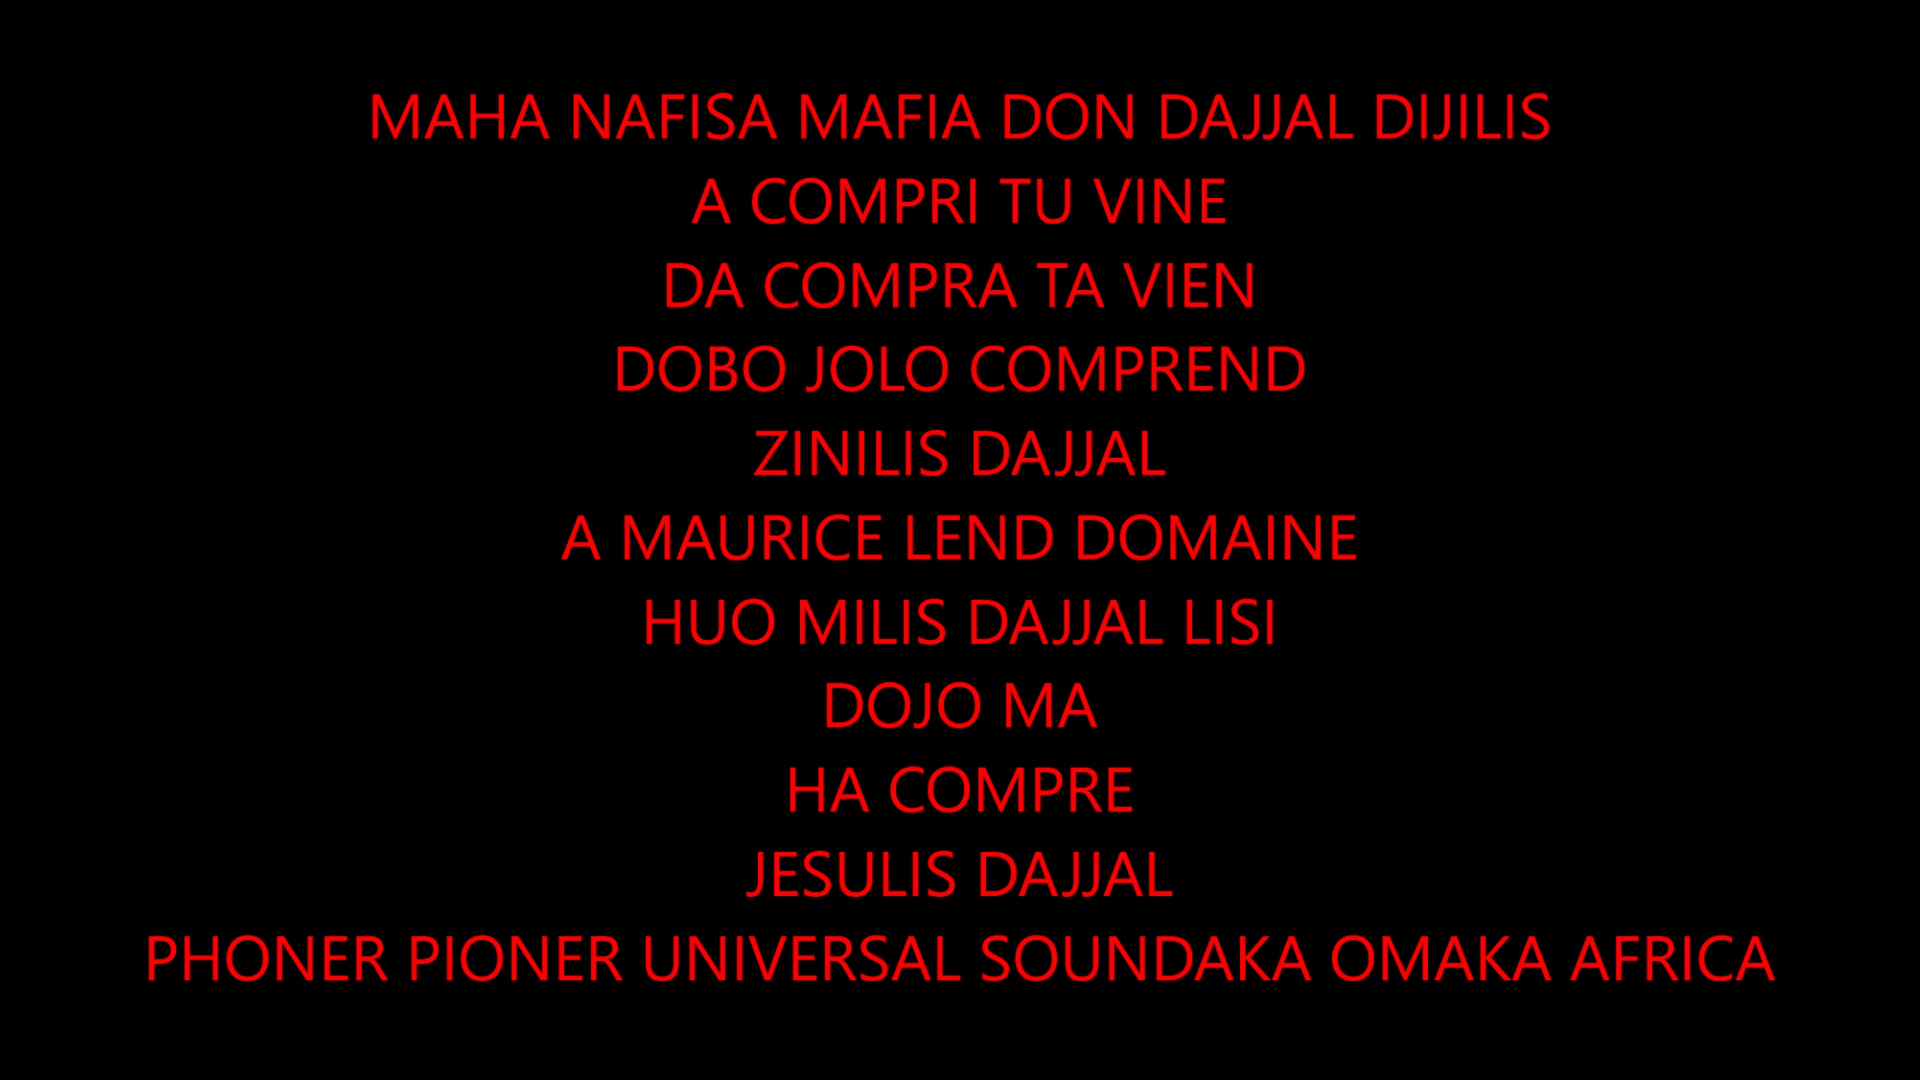 MAHA NAFISA MAFIA DON DAJJAL DIJILIS
A COMPRI TU VINE
DA COMPRA TA VIEN
DOBO JOLO COMPREND
ZINILIS DAJJAL
A MAURICE LEND DOMAINE
HUO MILIS DAJJAL LISI
DOJO MA
HA COMPRE
JESULIS DAJJAL
PHONER PIONER UNIVERSAL SOUNDAKA OMAKA AFRICA